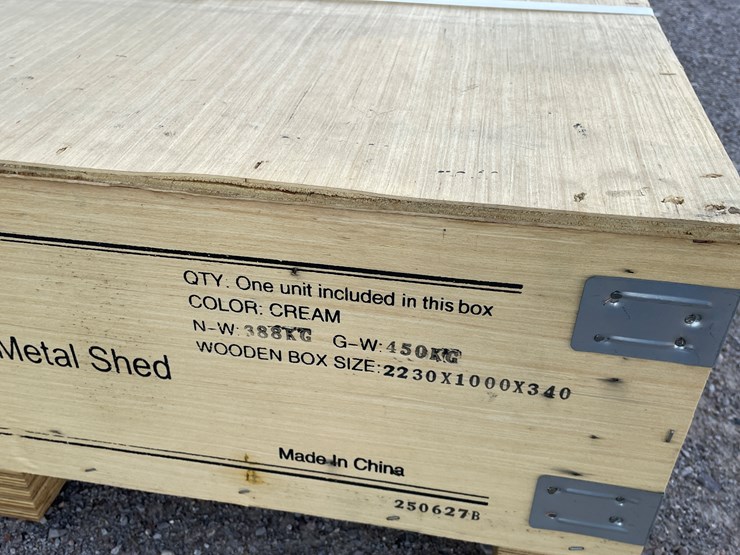 QTY. One unit included in this box
COLOR: CREAM
N-W:388KG G-W:450KG
WOODEN BOX SIZE:2230X1000X340
Metal Shed
Made In China
250627B